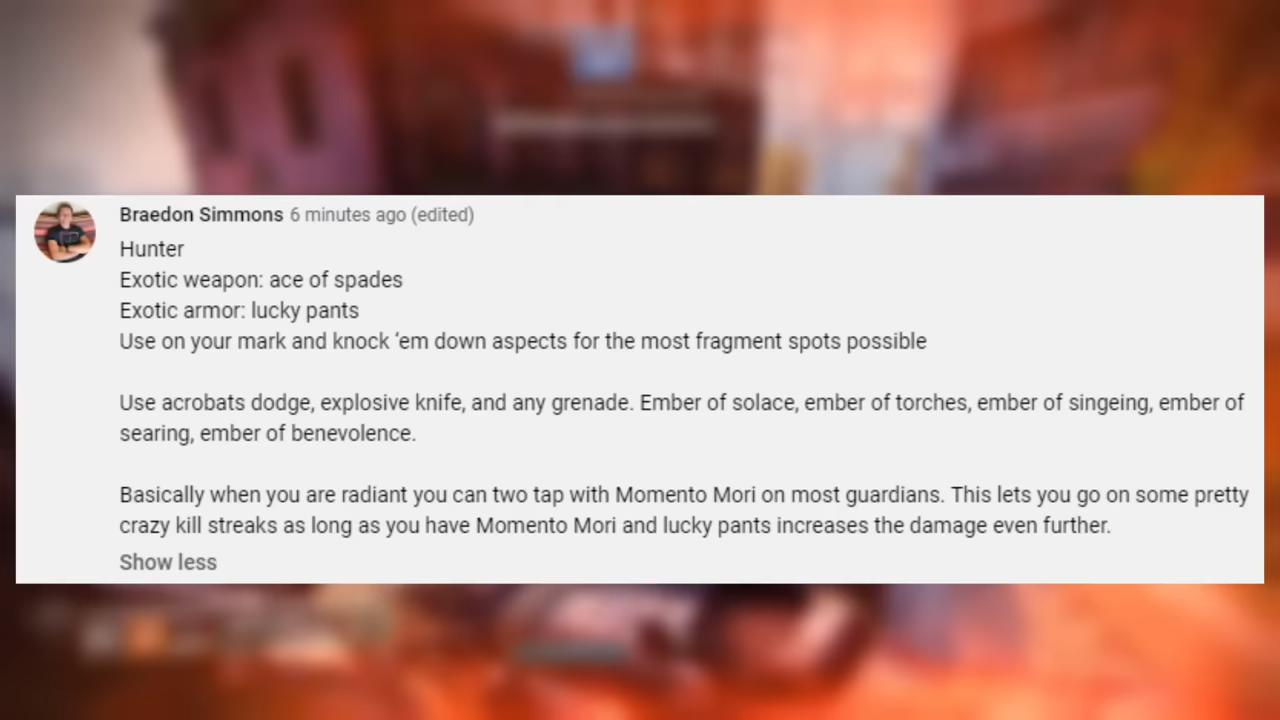 Braedon Simmons 6 minutes ago (edited)
Hunter
Exotic weapon: ace of spades
Exotic armor: lucky pants
Use on your mark and knock ‘em down aspects for the most fragment spots possible
Use acrobats dodge, explosive knife, and any grenade. Ember of solace, ember of torches, ember of singeing, ember of
searing, ember of benevolence.
Basically when you are radiant you can two tap with Momento Mori on most guardians. This lets you go on some pretty
crazy kill streaks as long as you have Momento Mori and lucky pants increases the damage even further.
Show less